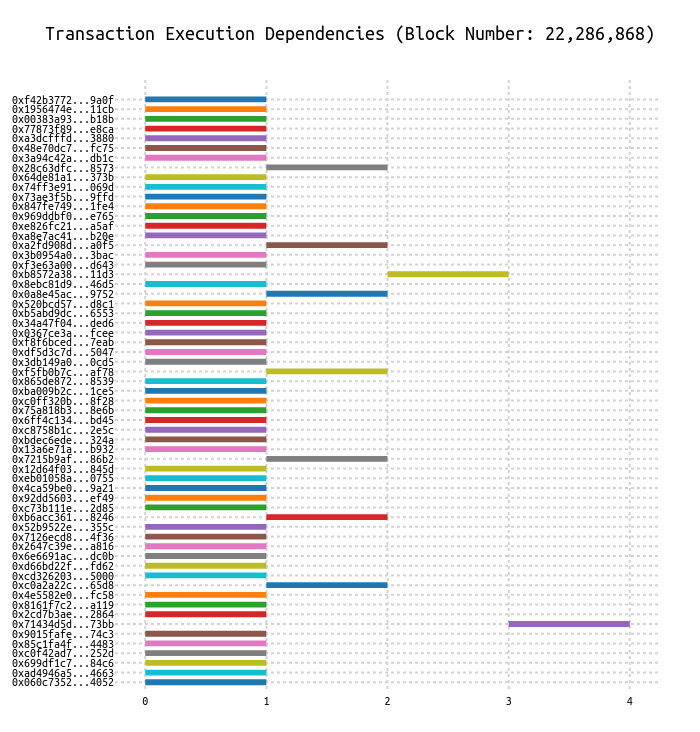 Transaction Execution Dependencies (Block Number: 22,286,868)
0xf42b3772...9a0f
0x1956474e...11cb
0x00383a93...b18b
0x77873f89...e8ca
0xa3dcfffd...3880
0x48e70dc7...fc75
0x3a94c42a...db1c
0x28c63dfc...8573
0x64de81a1...373b
0x74ff3e91...069d
0x73ae3f5b...9ffd
0x847fe749...1fe4
0x969ddbf0...e765
0xe826fc21...a5af
0xa8e7ac41...b20e
0xa2fd908d...a0f5
0x3b0954a0...3bac
0xf3e63a00...d643
0xb8572a38...11d3
0x8ebc81d9...46d5
0x0a8e45ac...9752
0x520bcd57...d8c1
0xb5abd9dc...6553
0x34a47f04...ded6
0x0367ce3a...fcee
0xf8f6bced...7eab
0xdf5d3c7d...5047
0x3db149a0...0cd5
0xf5fb0b7c...af78
0x865de872...8539
0xba009b2c...1ce5
0xc0ff320b...8f28
0x75a818b3...8e6b
0x6ff4c134...bd45
0xc8758b1c...2e5c
0xbdec6ede...324a
0x13a6e71a...b932
0x7215b9af...86b2
0x12d64f03...845d
0xeb01058a...0755
0x4ca59be0...9a21
0x92dd5603...ef49
0xc73b111e...2d85
0xb6acc361...8246
0x52b9522e...355c
0x7126ecd8...4f36
0x2647c39e...a816
0x6e6691ac...dc0b
0xd66bd22f...fd62
0xcd326203...5000
0xc0a2a22c...65d8
0x4e5582e0...fc58
0x8161f7c2...a119
0x2cd7b3ae...2864
0x71434d5d...73bb
0x9015fafe...74c3
0x85c1fa4f...4483
0xc0f42ad7...252d
0x699df1c7...84c6
0xad4946a5...4663
0x060c7352...4052
0 1 2 3 4